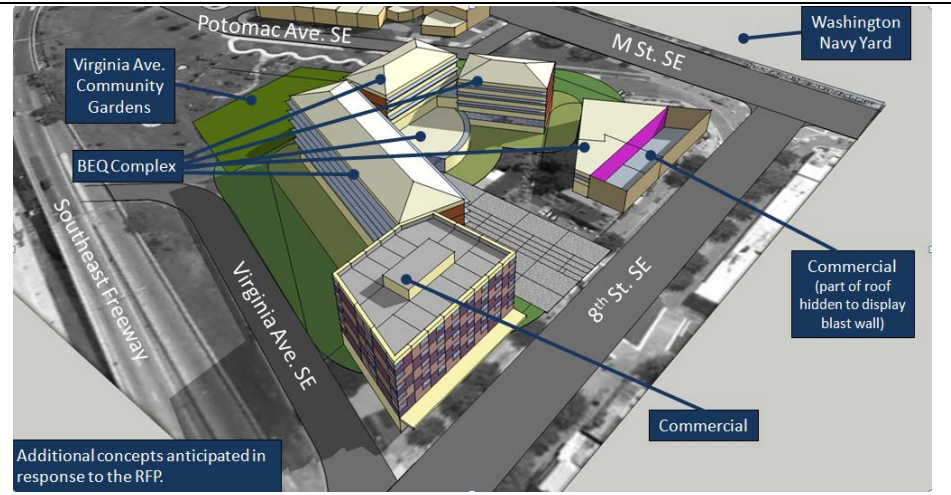 Potomac Ave. SE
M St. SE
Washington
Navy Yard
Virginia Ave.
Community
Gardens
BEQ Complex
Southeast Freeway
Virginia Ave. SE
8th St. SE
Commercial
(part of roof
hidden to display
blast wall)
Commercial
Additional concepts anticipated in
response to the RFP.